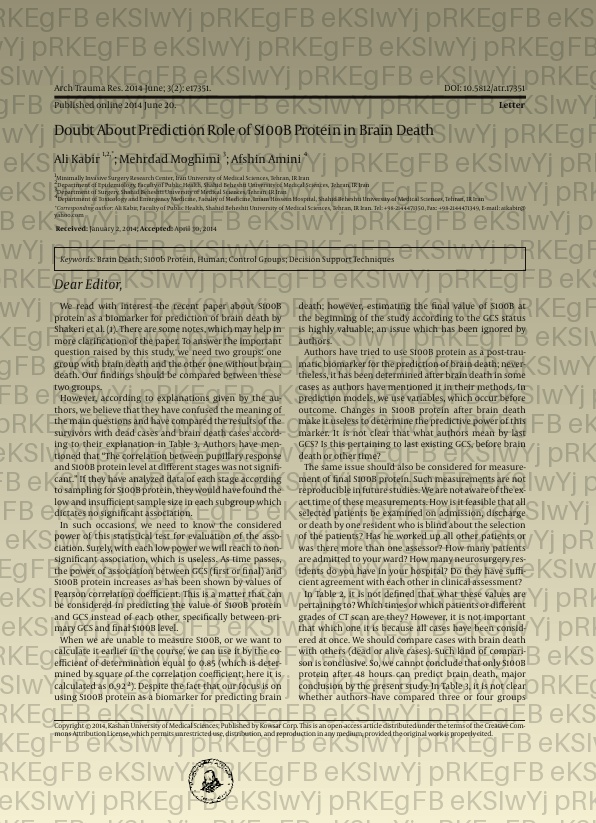 Arch Trauma Res. 2014 June; 3(2): e17351.
DOI: 10.5812/atr.17351
Published online 2014 June 20.
Letter
Doubt About Prediction Role of S100B Protein in Brain Death
Ali Kabir 1,2,*; Mehrdad Moghimi 3; Afshin Amini 4
1Minimally Invasive Surgery Research Center, Iran University of Medical Sciences, Tehran, IR Iran
2Department of Epidemiology, Faculty of Public Health, Shahid Beheshti University of Medical Sciences, Tehran, IR Iran
3Department of Surgery, Shahid Beheshti University of Medical Sciences, Tehran, IR Iran
4Department of Toxicology and Emergency Medicine, Faculty of Medicine, Imam Hossein Hospital, Shahid Beheshti University of Medical Sciences, Tehran, IR Iran
*Corresponding author: Ali Kabir, Faculty of Public Health, Shahid Beheshti University of Medical Sciences, Tehran, IR Iran. Tel: +98-2144471350, Fax: +98-2144471349, E-mail: aikabir@
yahoo.com
Received: January 2, 2014; Accepted: April 30, 2014
Keywords: Brain Death; S100b Protein, Human; Control Groups; Decision Support Techniques
Dear Editor,
We read with interest the recent paper about S100B
protein as a biomarker for prediction of brain death by
Shakeri et al. (1). There are some notes, which may help in
more clarification of the paper. To answer the important
question raised by this study, we need two groups: one
group with brain death and the other one without brain
death. Our findings should be compared between these
two groups.
However, according to explanations given by the au-
thors, we believe that they have confused the meaning of
the main questions and have compared the results of the
survivors with dead cases and brain death cases accord-
ing to their explanation in Table 3. Authors have men-
tioned that "The correlation between pupillary response
and S100B protein level at different stages was not signifi-
cant." If they have analyzed data of each stage according
to sampling for S100B protein, they would have found the
low and insufficient sample size in each subgroup which
dictates no significant association.
In such occasions, we need to know the considered
power of this statistical test for evaluation of the asso-
ciation. Surely, with each low power we will reach to non-
significant association, which is useless. As time passes,
the power of association between GCS (first or final) and
S100B protein increases as has been shown by values of
Pearson correlation coefficient. This is a matter that can
be considered in predicting the value of S100B protein
and GCS instead of each other, specifically between pri-
mary GCS and final S100B level.
When we are unable to measure S100B, or we want to
calculate it earlier in the course, we can use it by the co-
efficient of determination equal to 0.85 (which is deter-
mined by square of the correlation coefficient; here it is
calculated as 0.92 ^2). Despite the fact that our focus is on
using S100B protein as a biomarker for predicting brain
death; however, estimating the final value of S100B at
the beginning of the study according to the GCS status
is highly valuable; an issue which has been ignored by
authors.
Authors have tried to use S100B protein as a post-trau-
matic biomarker for the prediction of brain death; never-
theless, it has been determined after brain death in some
cases as authors have mentioned it in their methods. In
prediction models, we use variables, which occur before
outcome. Changes in S100B protein after brain death
make it useless to determine the predictive power of this
marker. It is not clear that what authors mean by last
GCS? Is this pertaining to last existing GCS, before brain
death or other time?
The same issue should also be considered for measure-
ment of final S100B protein. Such measurements are not
reproducible in future studies. We are not aware of the ex-
act time of these measurements. How is it feasible that all
selected patients be examined on admission, discharge
or death by one resident who is blind about the selection
of the patients? Has he worked up all other patients or
was there more than one assessor? How many patients
are admitted to your ward? How many neurosurgery res-
idents do you have in your hospital? Do they have suffi-
cient agreement with each other in clinical assessment?
In Table 2, it is not defined that what these values are
pertaining to? Which times or which patients or different
grades of CT scan are they? However, it is not important
that which one it is because all cases have been consid-
ered at once. We should compare cases with brain death
with others (dead or alive cases). Such kind of compari-
son is conclusive. So, we cannot conclude that only S100B
protein after 48 hours can predict brain death, major
conclusion by the present study. In Table 3, it is not clear
whether authors have compared three or four groups
Copyright © 2014, Kashan University of Medical Sciences; Published by Kowsar Corp. This is an open-access article distributed under the terms of the Creative Com-
mons Attribution License, which permits unrestricted use, distribution, and reproduction in any medium, provided the original work is properly cited.